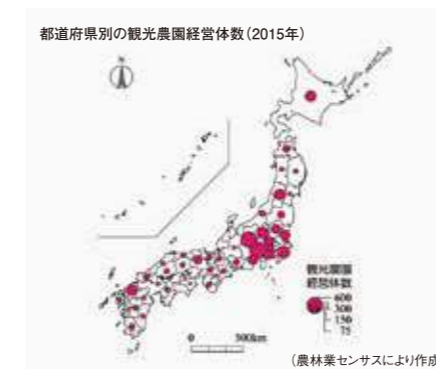 都道府県別の観光農園経営体数（2015年）
N
観光農園
経営体数
600
300
150
75
0 300km
（農林業センサスにより作成